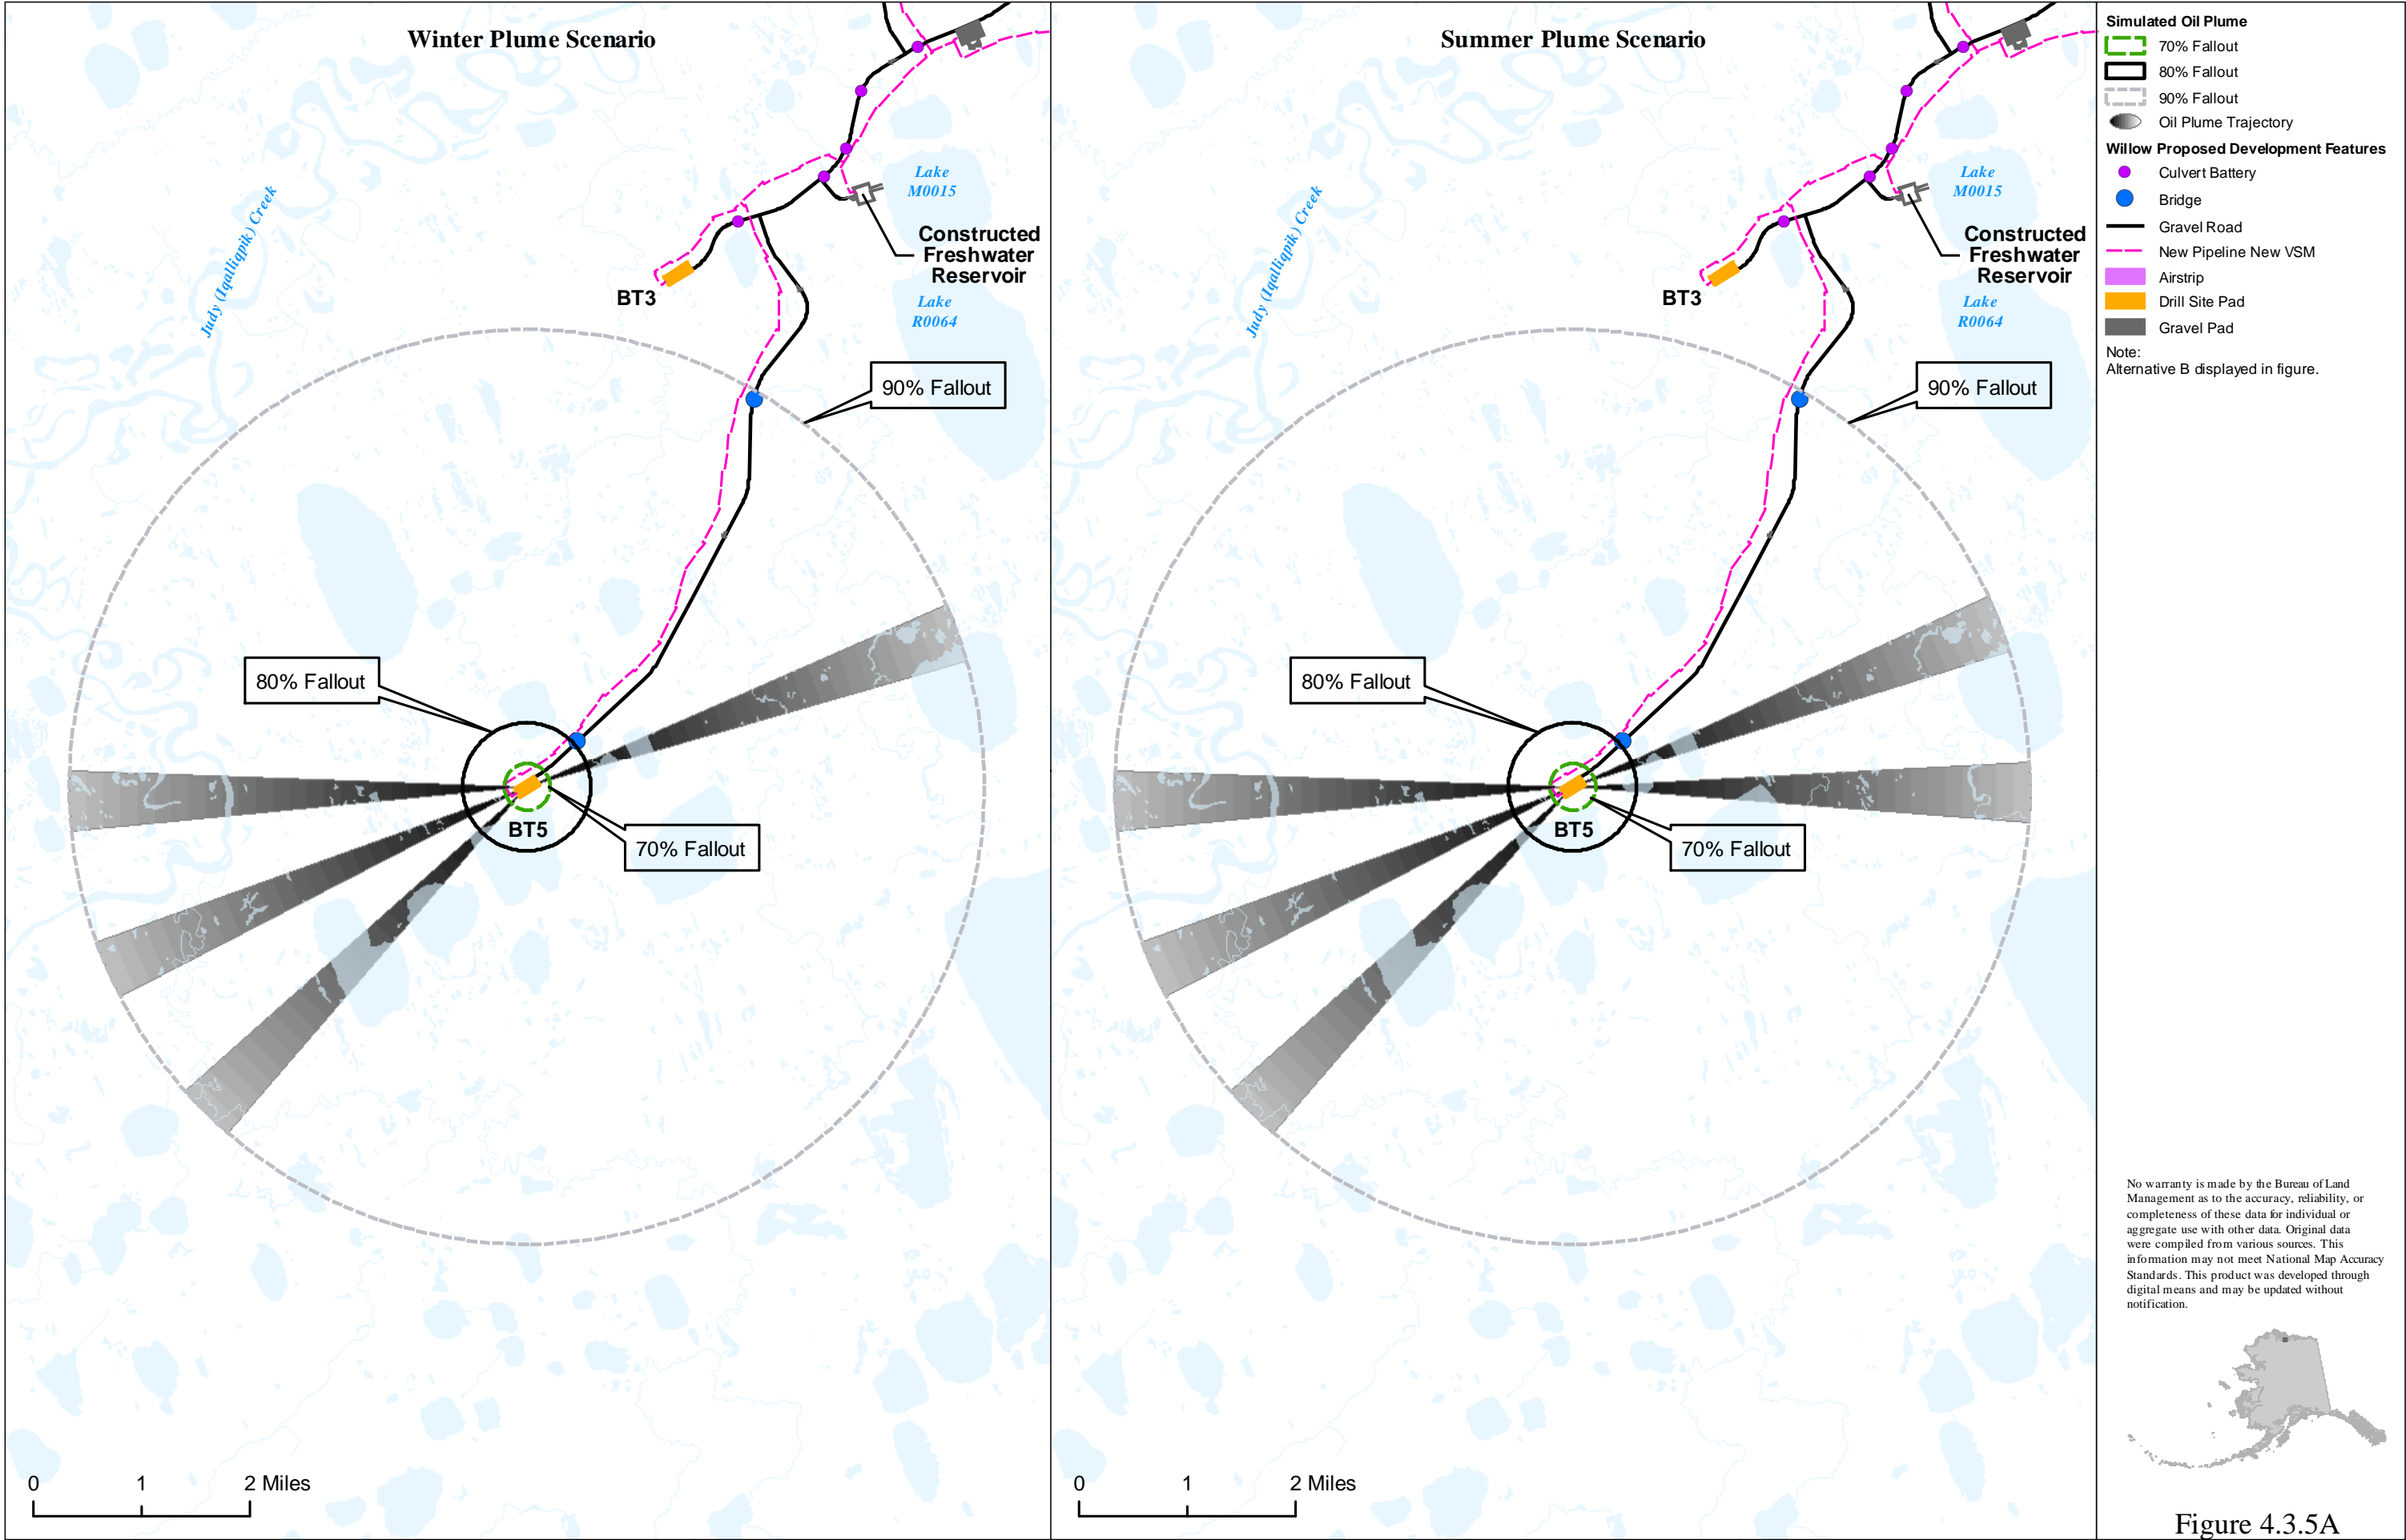 Winter Plume Scenario
Judy (Iqalliqpik) Creek
Lake
M0015
Constructed
Freshwater
Reservoir
BT3
Lake
R0064
90% Fallout
80% Fallout
BT5
70% Fallout
0 1 2 Miles
Summer Plume Scenario
Judy (Iqalliqpik) Creek
Lake
M0015
Constructed
Freshwater
Reservoir
BT3
Lake
R0064
90% Fallout
80% Fallout
BT5
70% Fallout
0 1 2 Miles
Simulated Oil Plume
70% Fallout
80% Fallout
90% Fallout
Oil Plume Trajectory
Willow Proposed Development Features
Culvert Battery
Bridge
Gravel Road
New Pipeline New VSM
Airstrip
Drill Site Pad
Gravel Pad
Note:
Alternative B displayed in figure.
No warranty is made by the Bureau of Land
Management as to the accuracy, reliability, or
completeness of these data for individual or
aggregate use with other data. Original data
were compiled from various sources. This
information may not meet National Map Accuracy
Standards. This product was developed through
digital means and may be updated without
notification.
Figure 4.3.5A